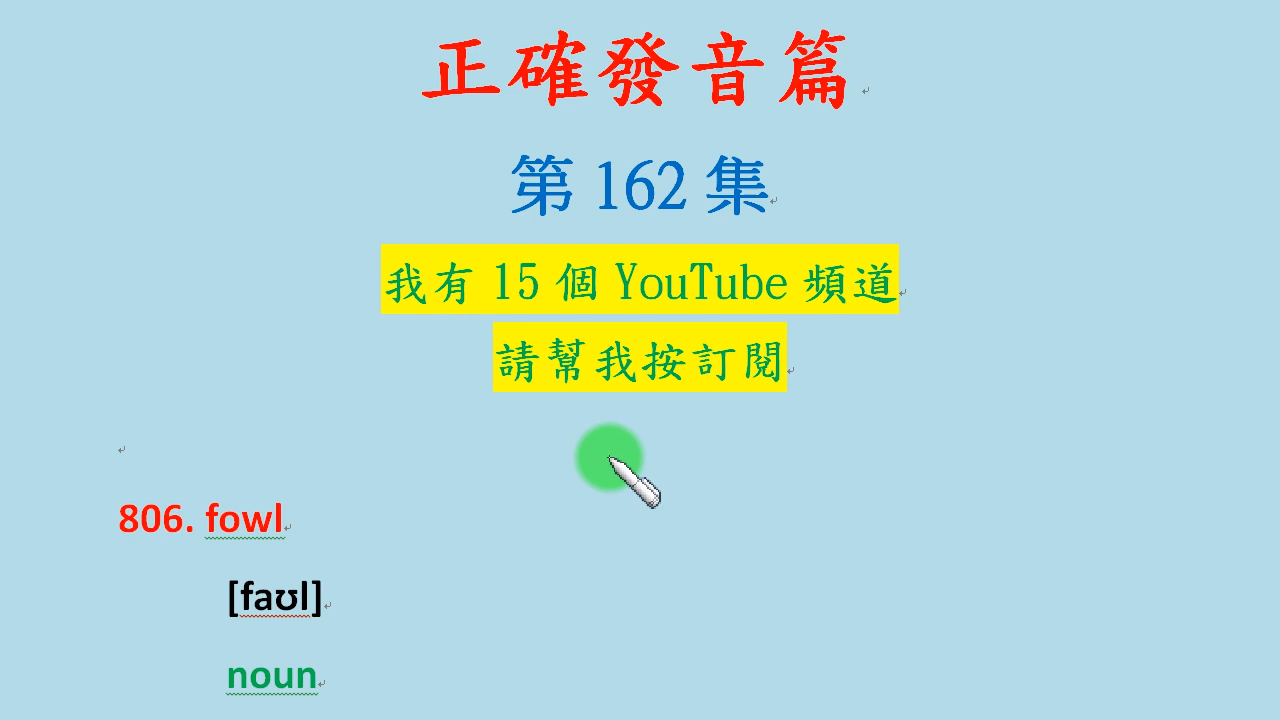 正確發音篇
第 162 集
我有 15 個 YouTube 頻道
請幫我按訂閱
806. fowl
[faʊl]
noun